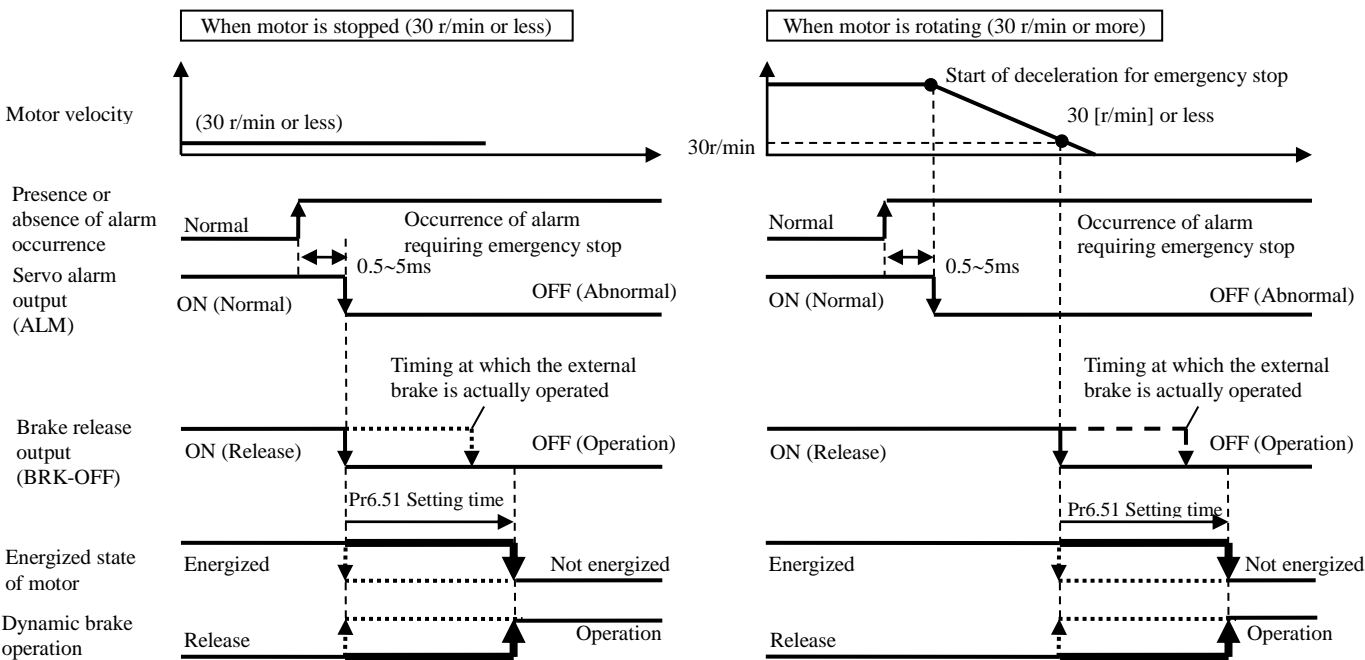 When motor is stopped (30 r/min or less)
Motor velocity
(30 r/min or less)
Presence or
absence of alarm
occurrence
Normal
Occurrence of alarm
requiring emergency stop
0.5~5ms
Servo alarm
output
(ALM)
ON (Normal)
OFF (Abnormal)
Timing at which the external
brake is actually operated
Brake release
output
(BRK-OFF)
ON (Release)
OFF (Operation)
Pr6.51 Setting time
Energized state
of motor
Energized
Not energized
Dynamic brake
operation
Release
Operation
When motor is rotating (30 r/min or more)
Start of deceleration for emergency stop
30 [r/min] or less
30r/min
Normal
Occurrence of alarm
requiring emergency stop
0.5~5ms
ON (Normal)
OFF (Abnormal)
Timing at which the external
brake is actually operated
ON (Release)
OFF (Operation)
Pr6.51 Setting time
Energized
Not energized
Release
Operation